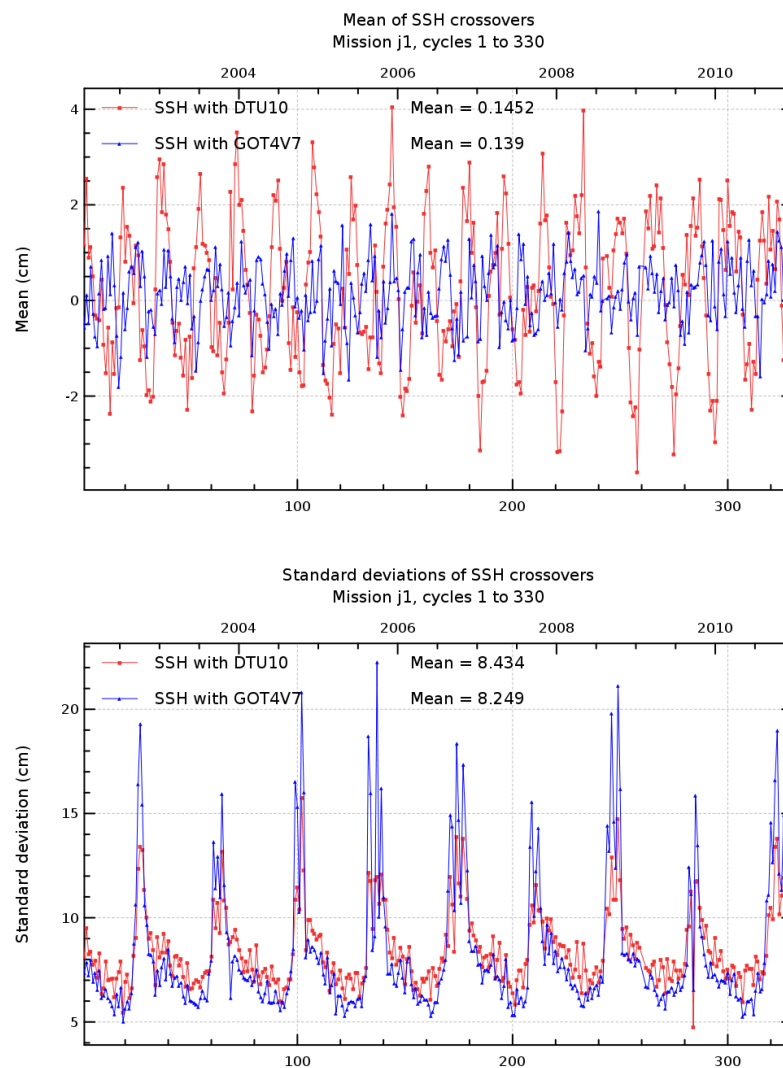 Mean of SSH crossovers
Mission j1, cycles 1 to 330
2004 2006 2008 2010
SSH with DTU10 Mean = 0.1452
SSH with GOT4V7 Mean = 0.139
4
2
0
-2
Mean (cm)
100 200 300
Standard deviations of SSH crossovers
Mission j1, cycles 1 to 330
2004 2006 2008 2010
SSH with DTU10 Mean = 8.434
SSH with GOT4V7 Mean = 8.249
20
15
10
5
Standard deviation (cm)
100 200 300